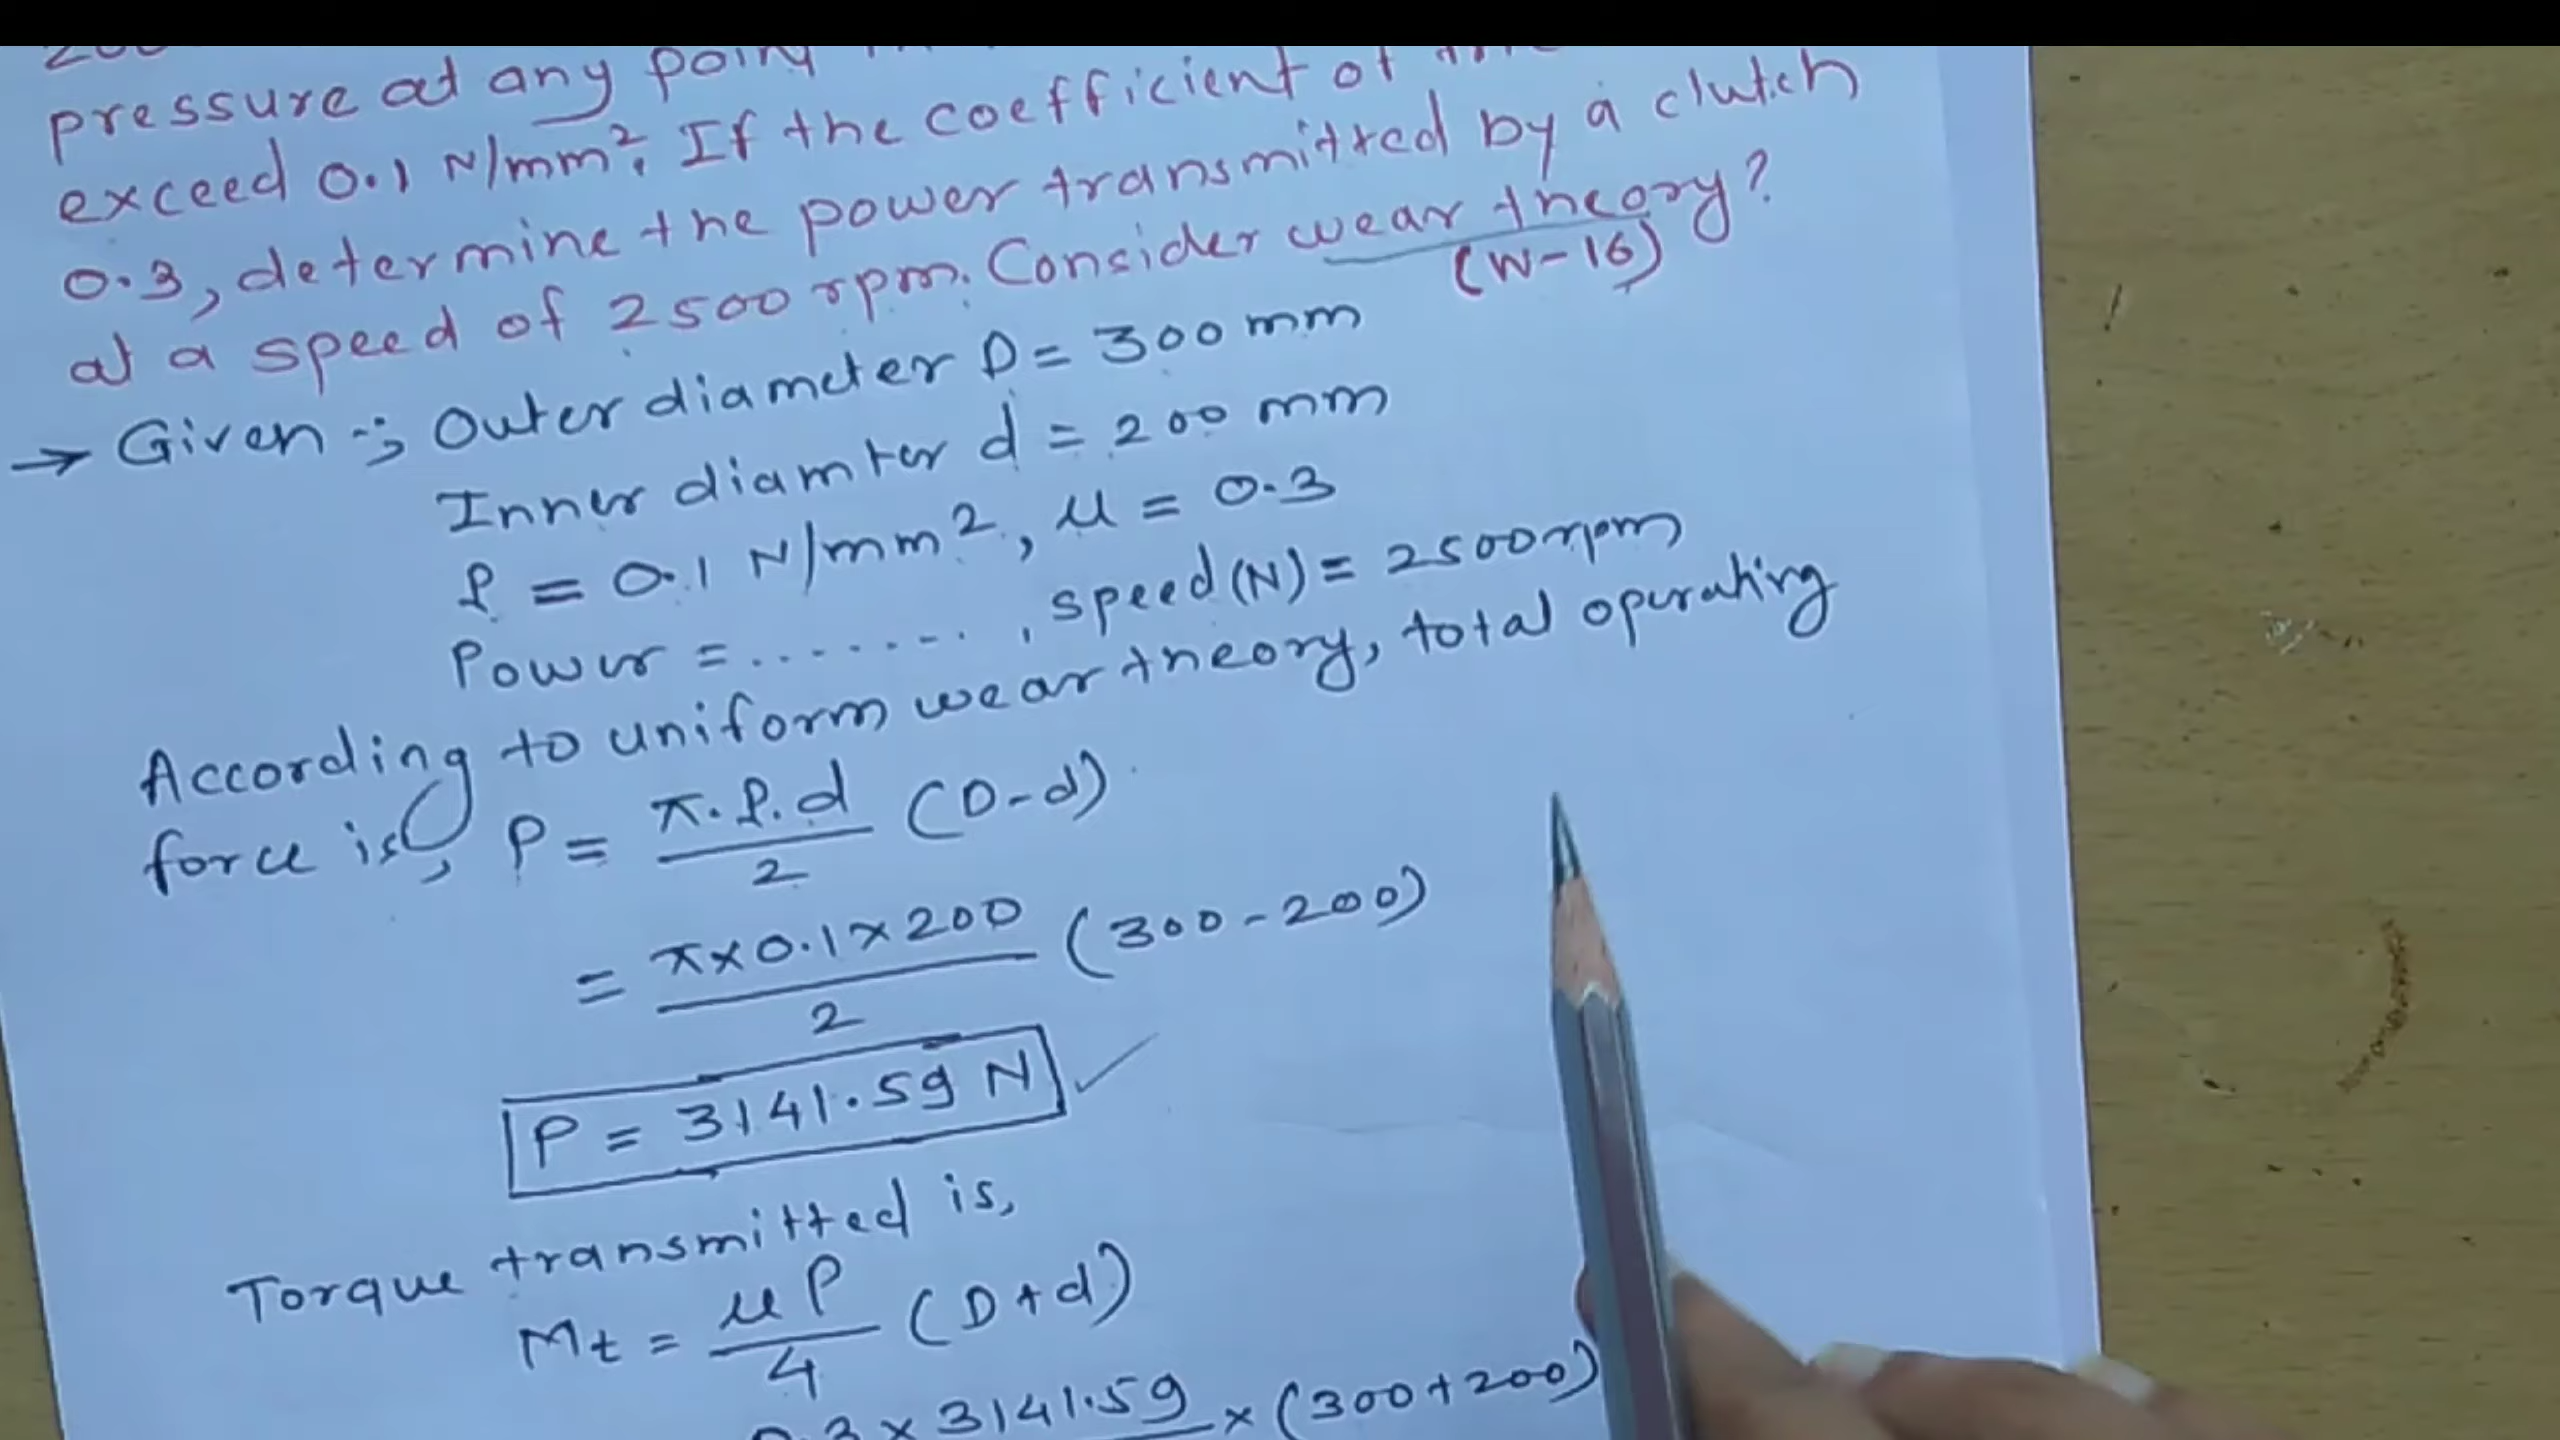 pressure at any point
exceed 0.1 N/mm². If the coefficient of
0.3, determine the power transmitted by a clutch
at a speed of 2500 rpm. Consider wear theory?
(W-16)
→ Given :- Outer diameter D = 300 mm
Inner diamter d = 200 mm
P = 0.1 N/mm², μ = 0.3
Power = ........, speed (N) = 2500 rpm
According to uniform wear theory, total operating
force is, P = π.P.d/2 (D-d)
= π×0.1×200/2 (300-200)
P = 3141.59 N
Torque transmitted is,
Mt = μP/4 (D+d)
0.3 × 3141.59 × (300+200)